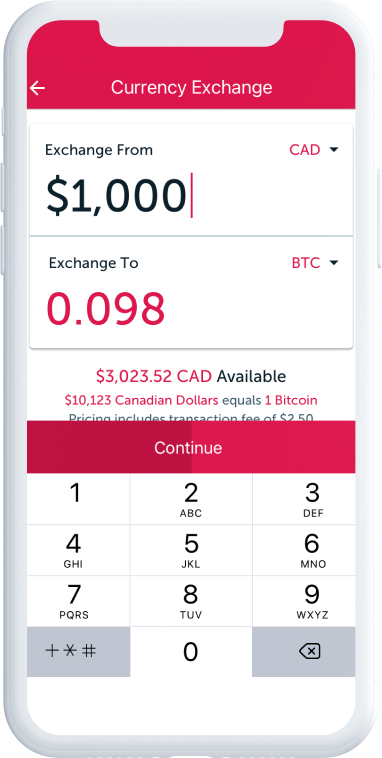 Currency Exchange
Exchange From CAD
$1,000
Exchange To BTC
0.098
$3,023.52 CAD Available
$10,123 Canadian Dollars equals 1 Bitcoin
Pricing includes transaction fee of $2.50
Continue
1 2 3
ABC DEF
4 5 6
GHI JKL MNO
7 8 9
PQRS TUV WXYZ
+*# 0